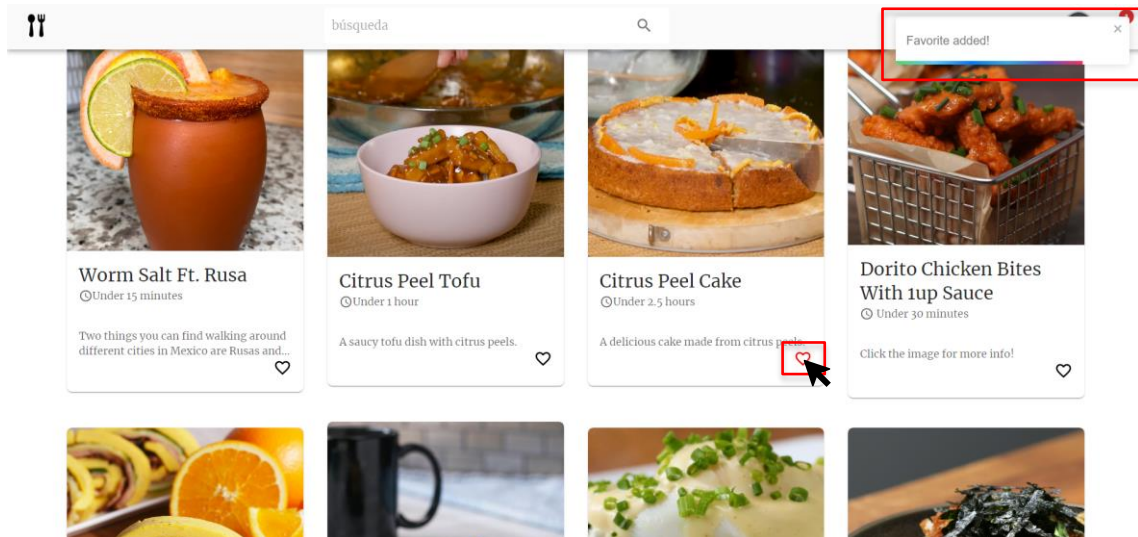 búsqueda
Favorite added!
×
Worm Salt Ft. Rusa
Under 15 minutes
Two things you can find walking around
different cities in Mexico are Rusas and...
Citrus Peel Tofu
Under 1 hour
A saucy tofu dish with citrus peels.
Citrus Peel Cake
Under 2.5 hours
A delicious cake made from citrus peels.
Dorito Chicken Bites
With 1up Sauce
Under 30 minutes
Click the image for more info!